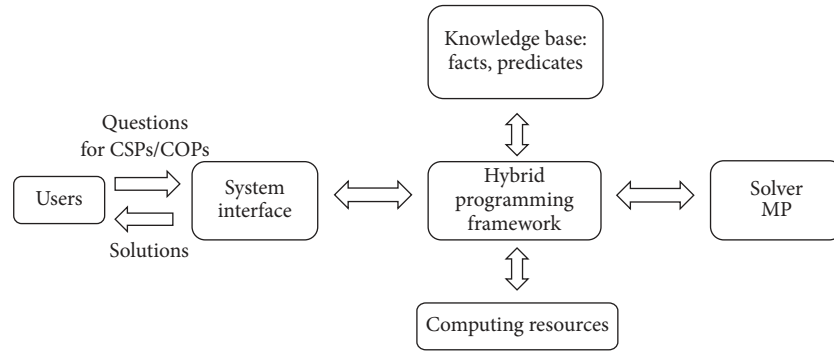 Knowledge base:
facts, predicates
Questions
for CSPs/COPs
Users
System
interface
Solutions
Hybrid
programming
framework
Solver
MP
Computing resources